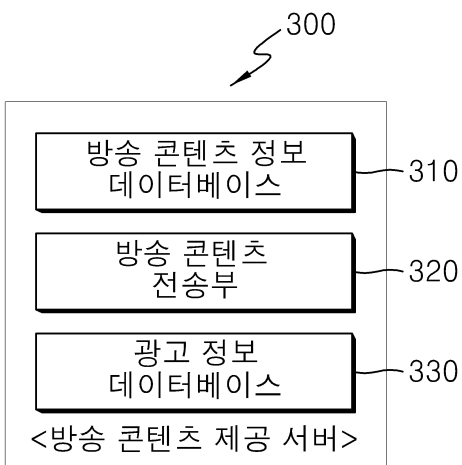 300
방송 콘텐츠 정보
데이터베이스
310
방송 콘텐츠
전송부
320
광고 정보
데이터베이스
330
<방송 콘텐츠 제공 서버>